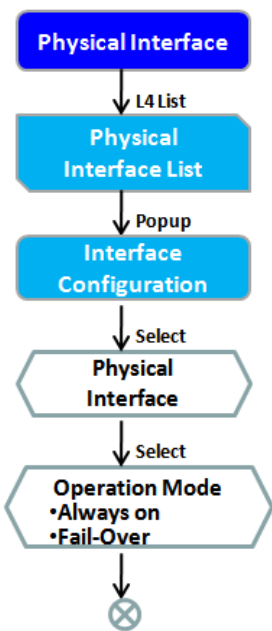 Physical Interface
L4 List
Physical
Interface List
Popup
Interface
Configuration
Select
Physical
Interface
Select
Operation Mode
•Always on
•Fail-Over